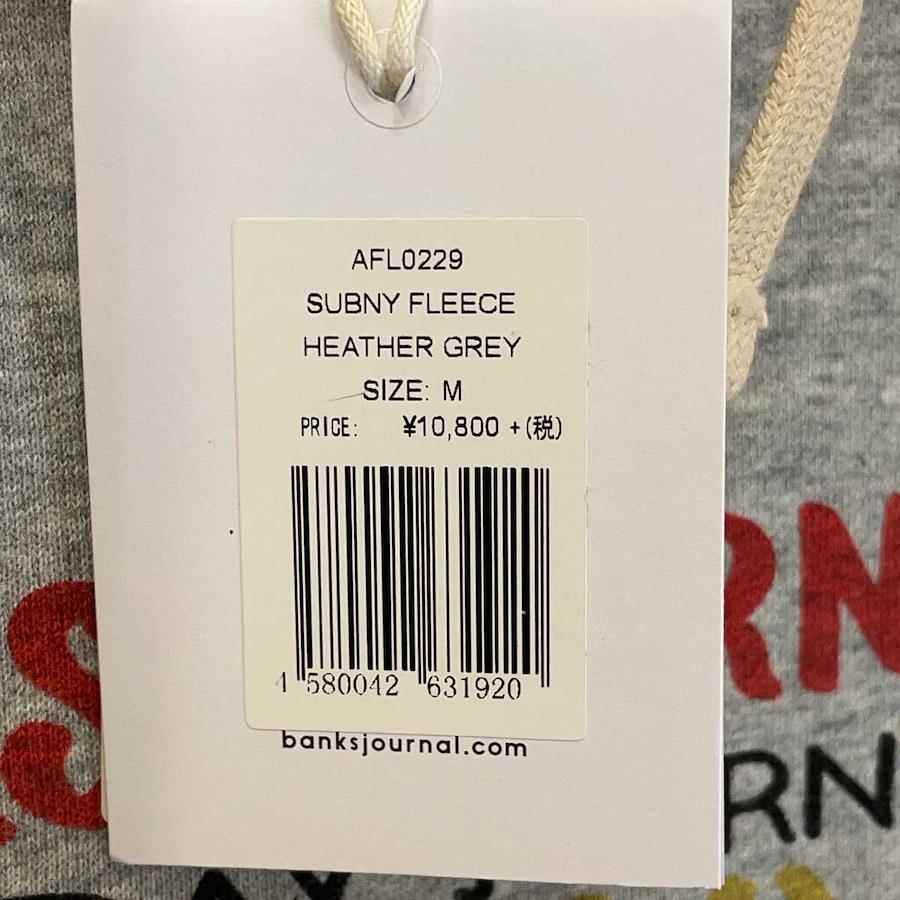 AFL0229
SUBNY FLEECE
HEATHER GREY
SIZE: M
PRICE: ¥10,800 +(税)
4 580042 631920
banksjournal.com